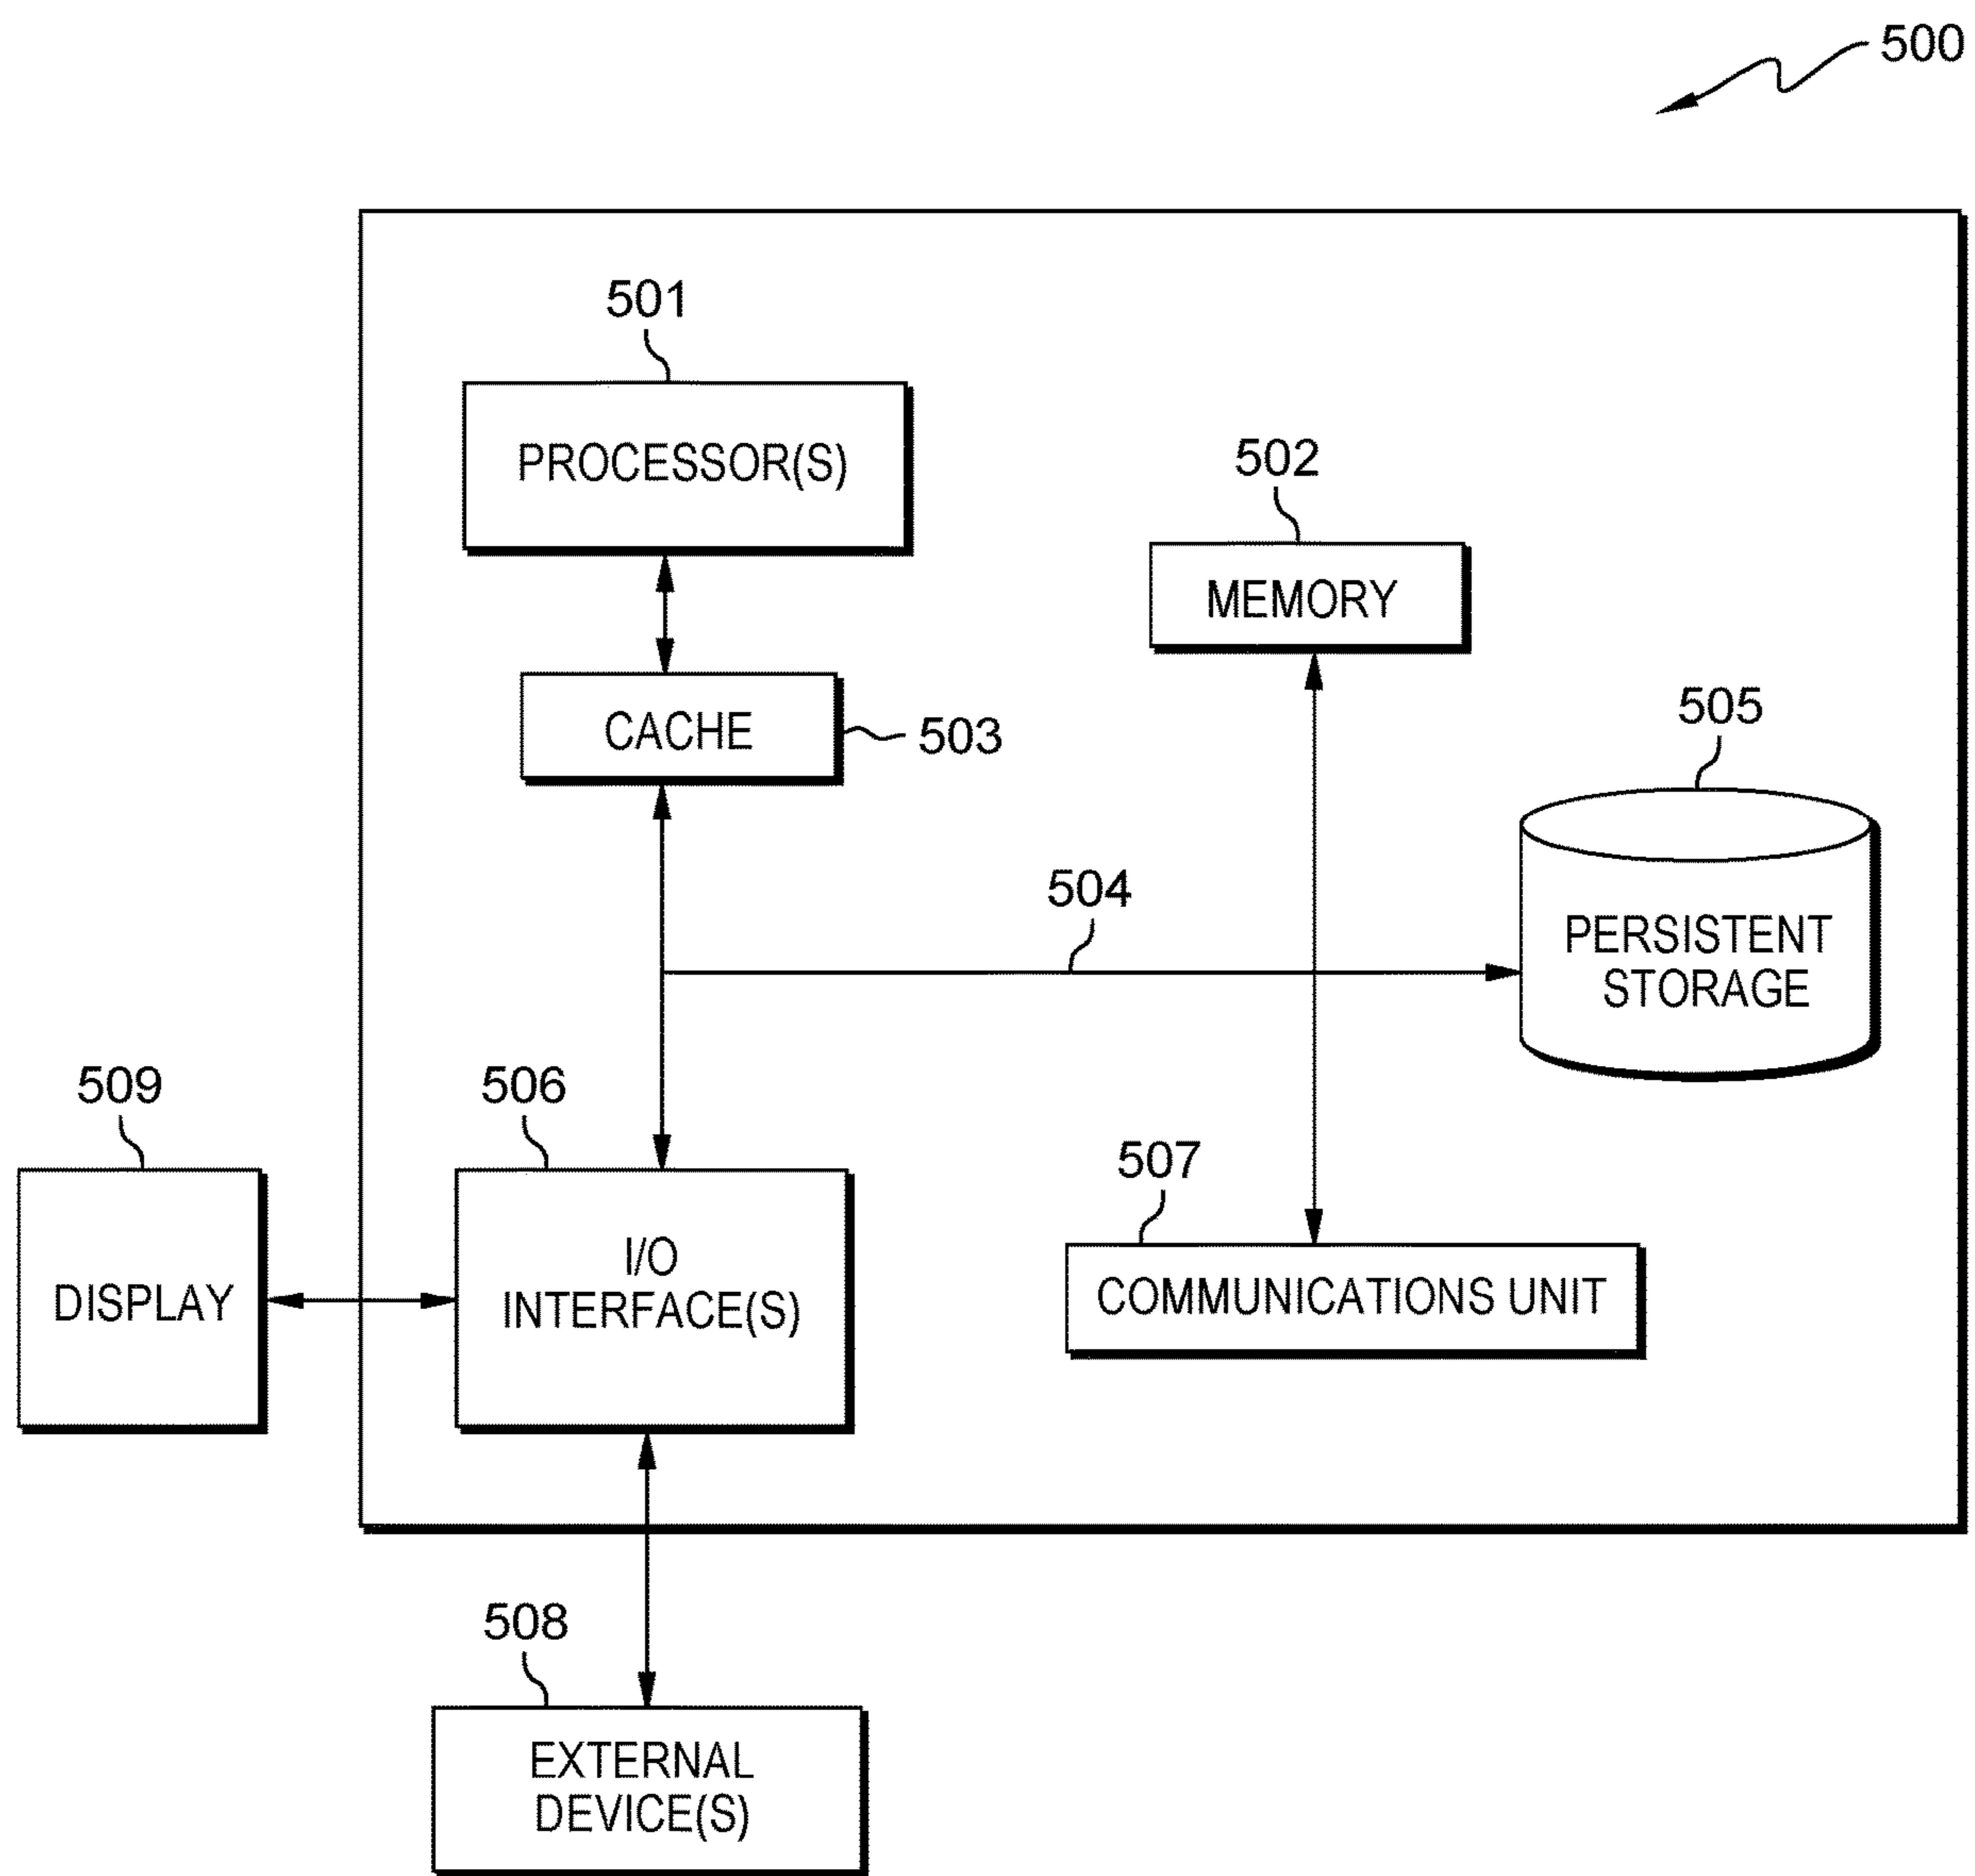 500
501
PROCESSOR(S)
502
MEMORY
CACHE
503
505
504
PERSISTENT
STORAGE
509
506
507
DISPLAY
I/O
INTERFACE(S)
COMMUNICATIONS UNIT
508
EXTERNAL
DEVICE(S)